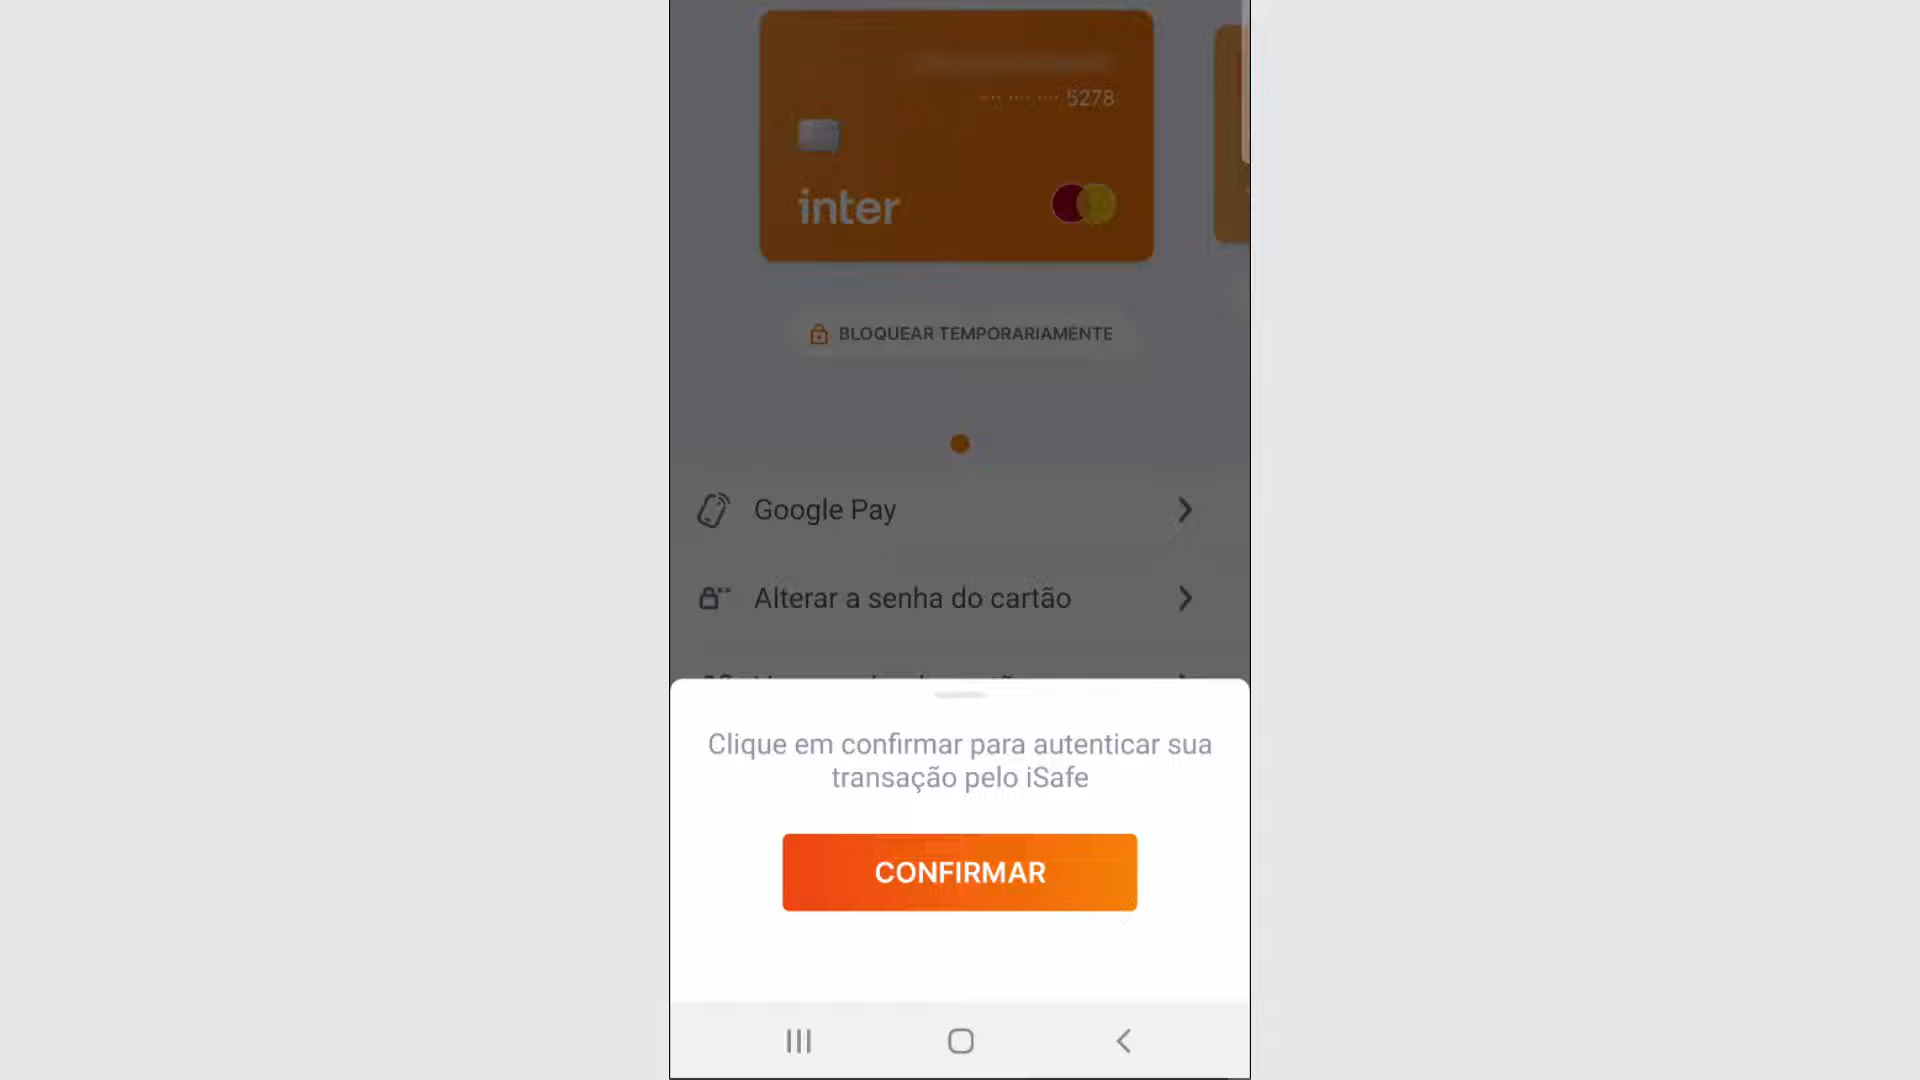 5278
inter
BLOQUEAR TEMPORARIAMENTE
Google Pay
Alterar a senha do cartão
Clique em confirmar para autenticar sua
transação pelo iSafe
CONFIRMAR